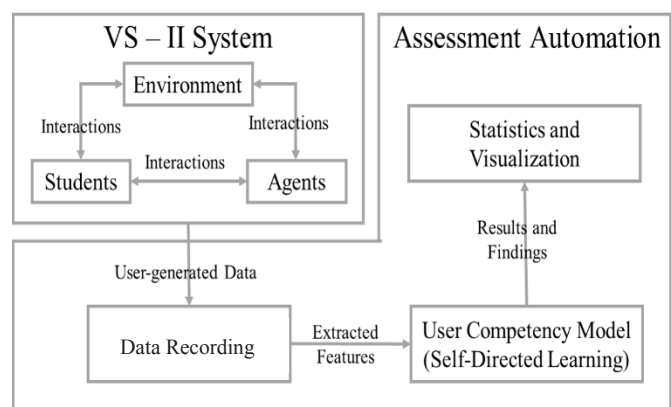 VS – II System
Environment
Interactions
Interactions
Interactions
Students
Agents
Assessment Automation
Statistics and
Visualization
Results and
Findings
User-generated Data
Data Recording
Extracted
Features
User Competency Model
(Self-Directed Learning)